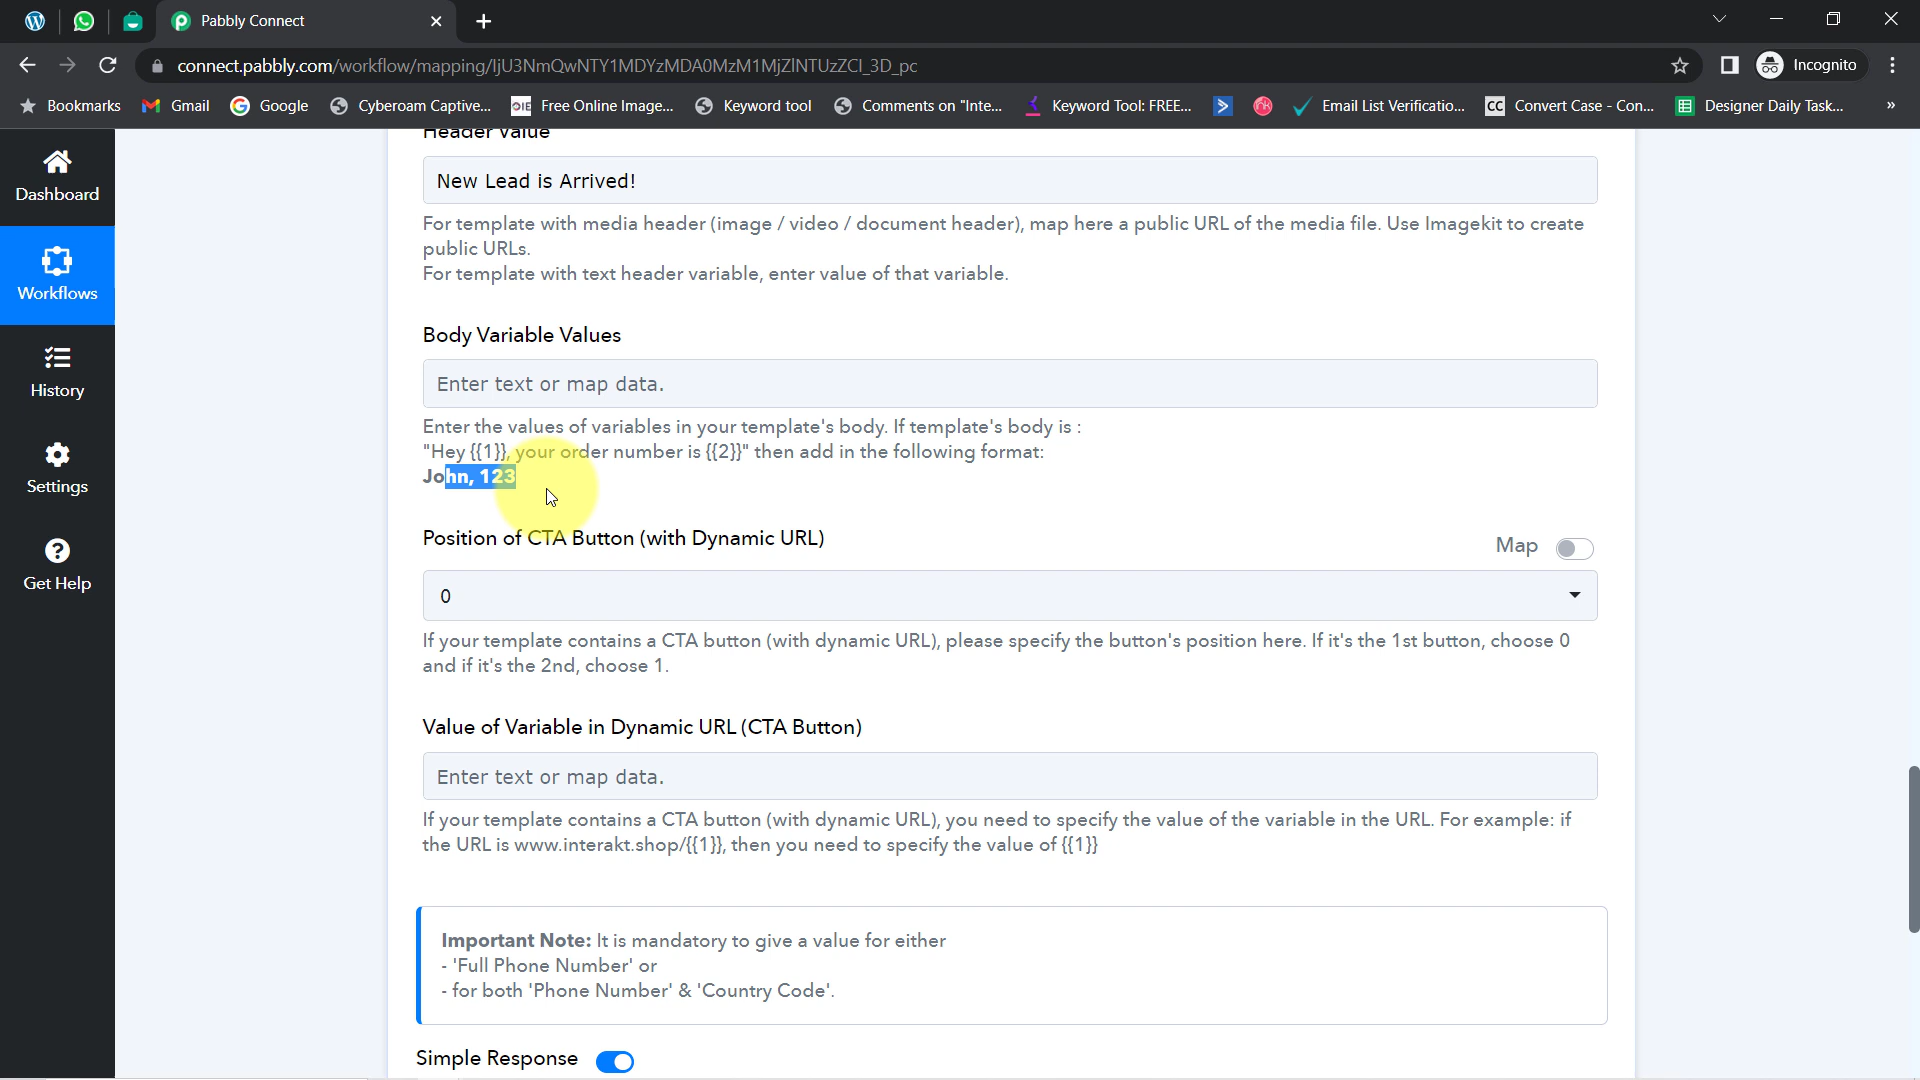 Pabbly Connect
connect.pabbly.com/workflow/mapping/IjU3NmQwNTY1MDYzMDA0MzM1MjZlNTUzZCI_3D_pc
Incognito
Bookmarks
Gmail
Google
Cyberoam Captive...
Free Online Image...
Keyword tool
Comments on "Inte...
Keyword Tool: FREE...
Email List Verificatio...
CC
Convert Case - Con...
Designer Daily Task...
»
Dashboard
Workflows
History
Settings
Get Help
Header Value
New Lead is Arrived!
For template with media header (image / video / document header), map here a public URL of the media file. Use Imagekit to create
public URLs.
For template with text header variable, enter value of that variable.
Body Variable Values
Enter text or map data.
Enter the values of variables in your template's body. If template's body is :
"Hey {{1}}, your order number is {{2}}" then add in the following format:
John, 123
Position of CTA Button (with Dynamic URL)
Map
0
If your template contains a CTA button (with dynamic URL), please specify the button's position here. If it's the 1st button, choose 0
and if it's the 2nd, choose 1.
Value of Variable in Dynamic URL (CTA Button)
Enter text or map data.
If your template contains a CTA button (with dynamic URL), you need to specify the value of the variable in the URL. For example: if
the URL is www.interakt.shop/{{1}}, then you need to specify the value of {{1}}
Important Note: It is mandatory to give a value for either
- 'Full Phone Number' or
- for both 'Phone Number' & 'Country Code'.
Simple Response